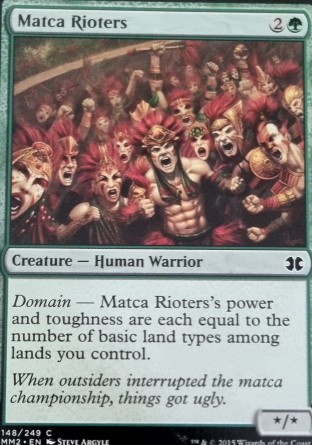 Matca Rioters 2
Creature — Human Warrior
Domain — Matca Rioters's power
and toughness are each equal to the
number of basic land types among
lands you control.
When outsiders interrupted the matca
championship, things got ugly.
*/*
148/249 C
MM2 • EN STEVE ARGYLE
™ & © 2015 Wizards of the Coast